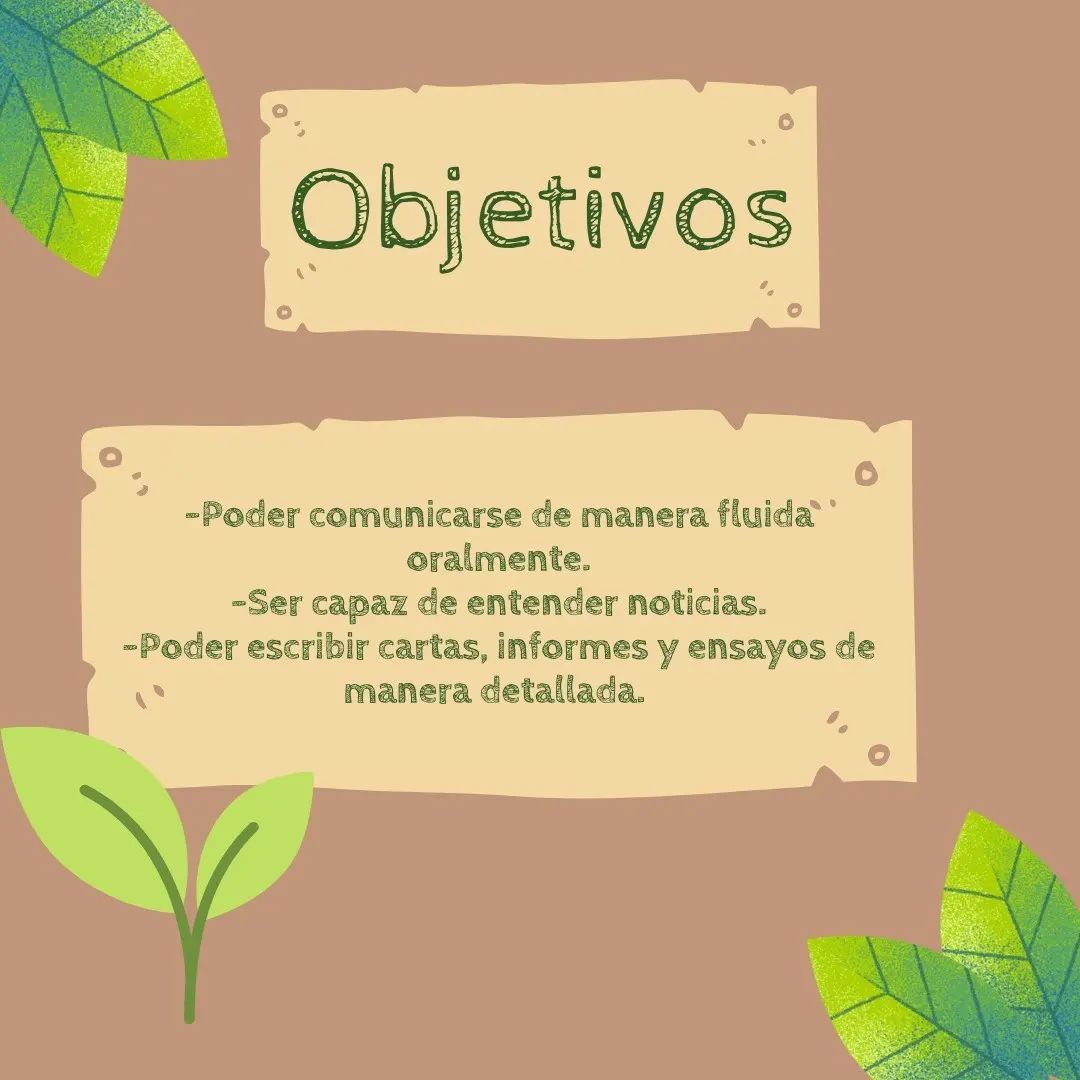 Objetivos
-Poder comunicarse de manera fluida
oralmente.
-Ser capaz de entender noticias.
-Poder escribir cartas, informes y ensayos de
manera detallada.